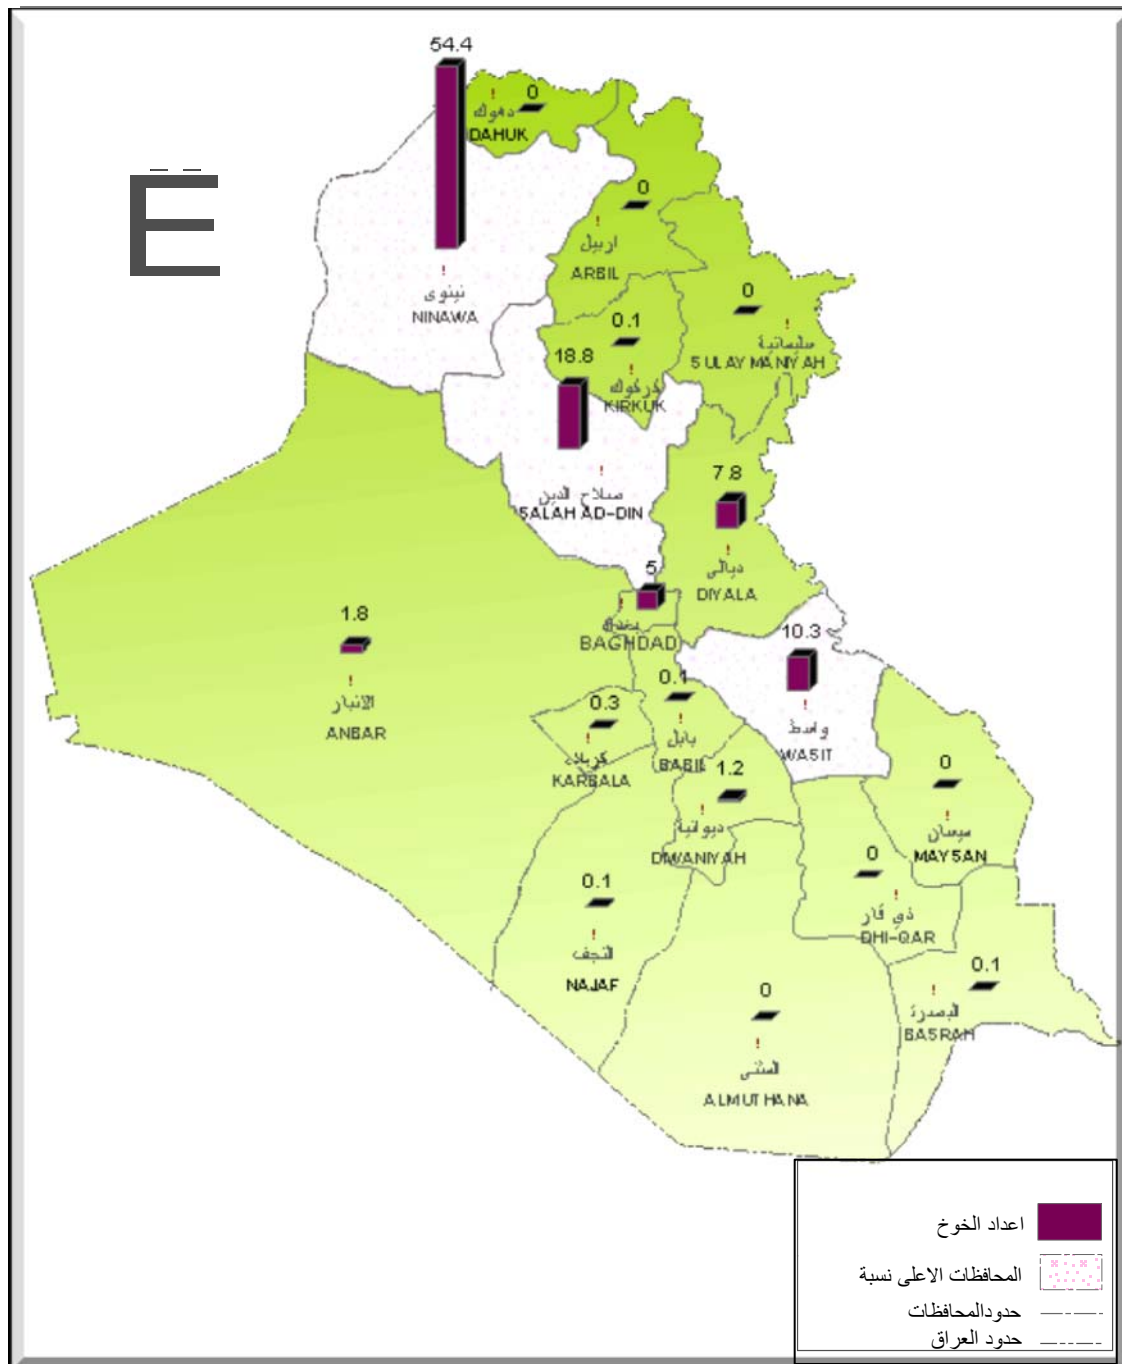 54.4
0
دهوك
DAHUK
Ë
0
اربيل
ARBIL
نينوى
NINAWA
0
سليمانية
SULAYMANIYAH
0.1
كركوك
KIRKUK
18.8
صلاح الدين
SALAH AD-DIN
7.8
ديالى
DIYALA
5
بغداد
BAGHDAD
1.8
الانبار
ANBAR
10.3
واسط
WASIT
0.1
بابل
BABIL
0.3
كربلاء
KARBALA
1.2
ديوانية
DIWANIYAH
0
ميسان
MAYSAN
0
ذي قار
DHI-QAR
0.1
النجف
NAJAF
0.1
البصرة
BASRAH
0
المثنى
ALMUTHANA
اعداد الخوخ
المحافظات الاعلى نسبة
حدودالمحافظات
حدود العراق